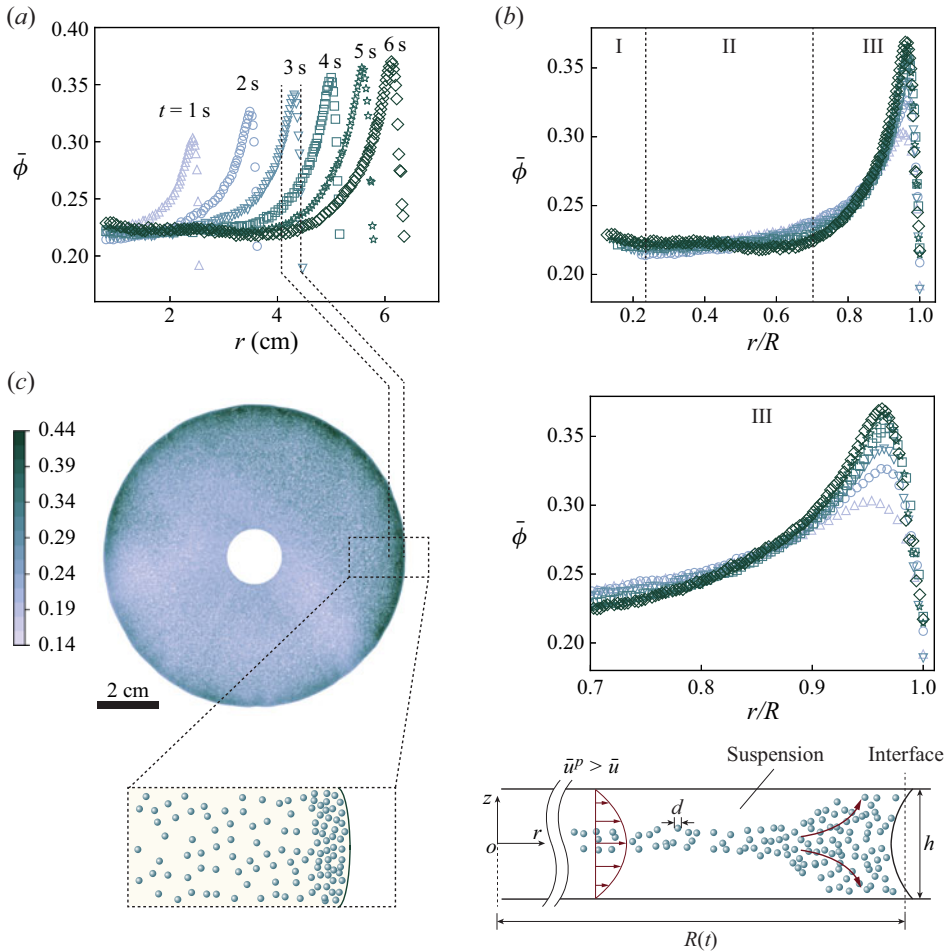 (a)
0.40
0.35
0.30
0.25
0.20
ϕ̄
t = 1 s
2 s
3 s
4 s
5 s
6 s
2
4
6
r (cm)
(b)
I
II
III
0.35
0.30
0.25
0.20
ϕ̄
0.2
0.4
0.6
0.8
1.0
r/R
(c)
0.44
0.39
0.34
0.29
0.24
0.19
0.14
2 cm
III
0.35
0.30
0.25
0.20
ϕ̄
0.7
0.8
0.9
1.0
r/R
ūᵖ > ū
Suspension
Interface
z
d
r
o
h
R(t)